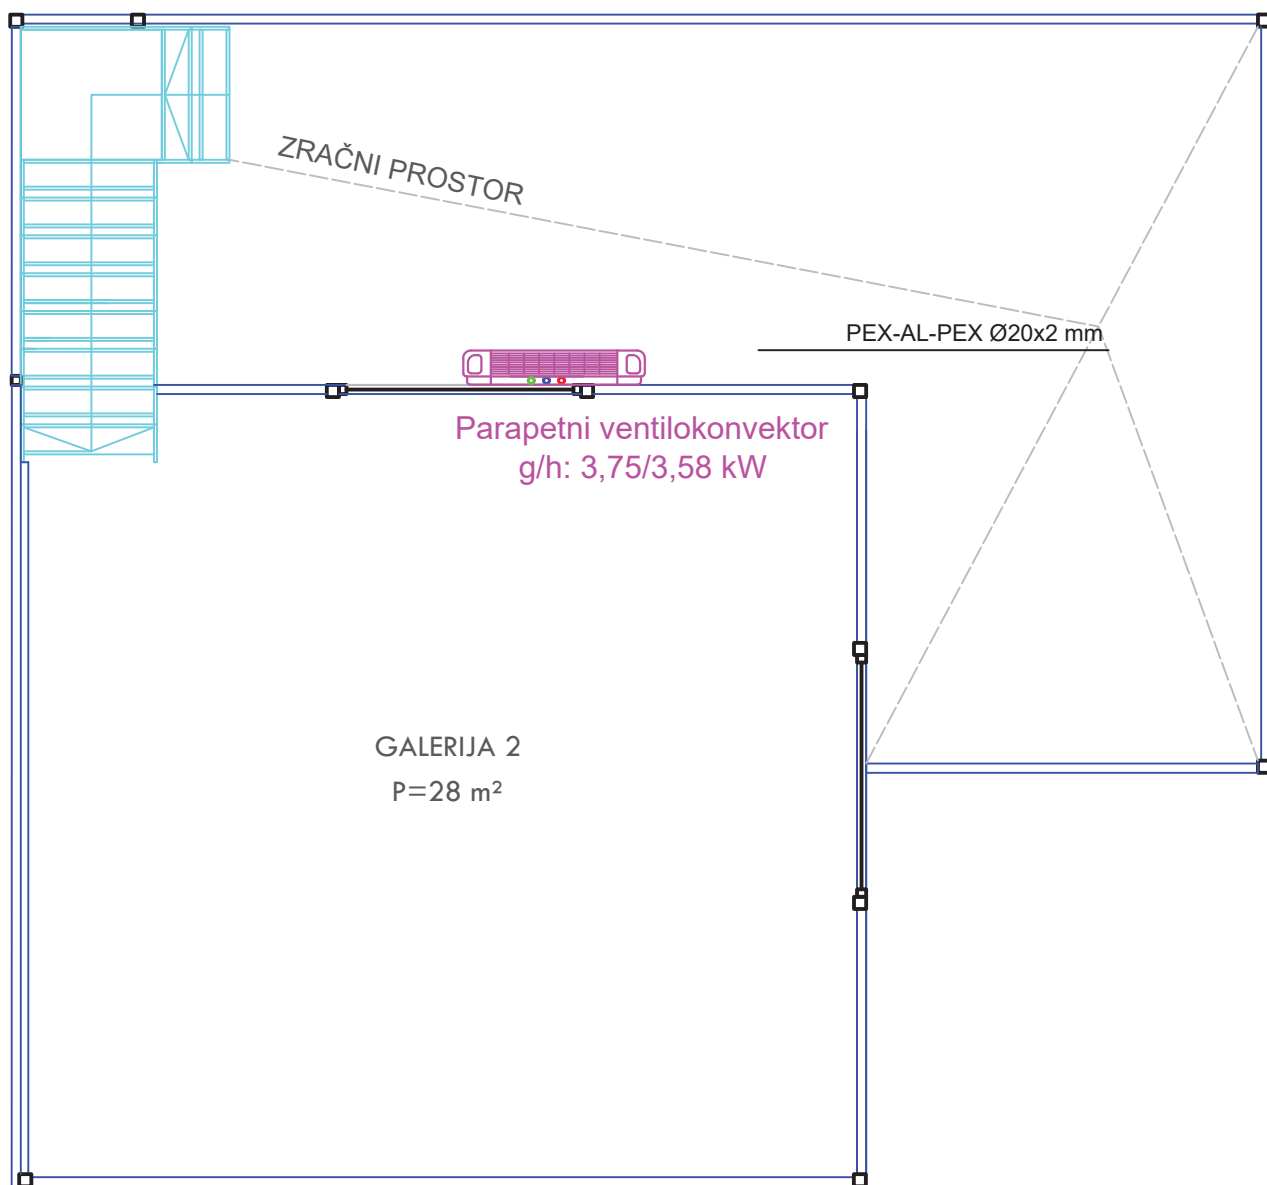 ZRAČNI PROSTOR
PEX-AL-PEX Ø20x2 mm
Parapetni ventilokonvektor
g/h: 3,75/3,58 kW
GALERIJA 2
P=28 m²